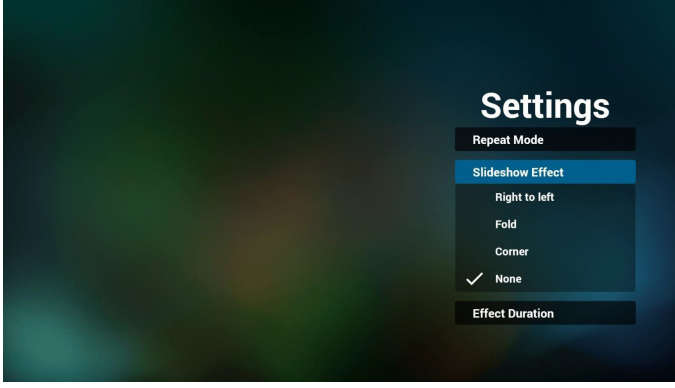 Settings
Repeat Mode
Slideshow Effect
Right to left
Fold
Corner
None
Effect Duration